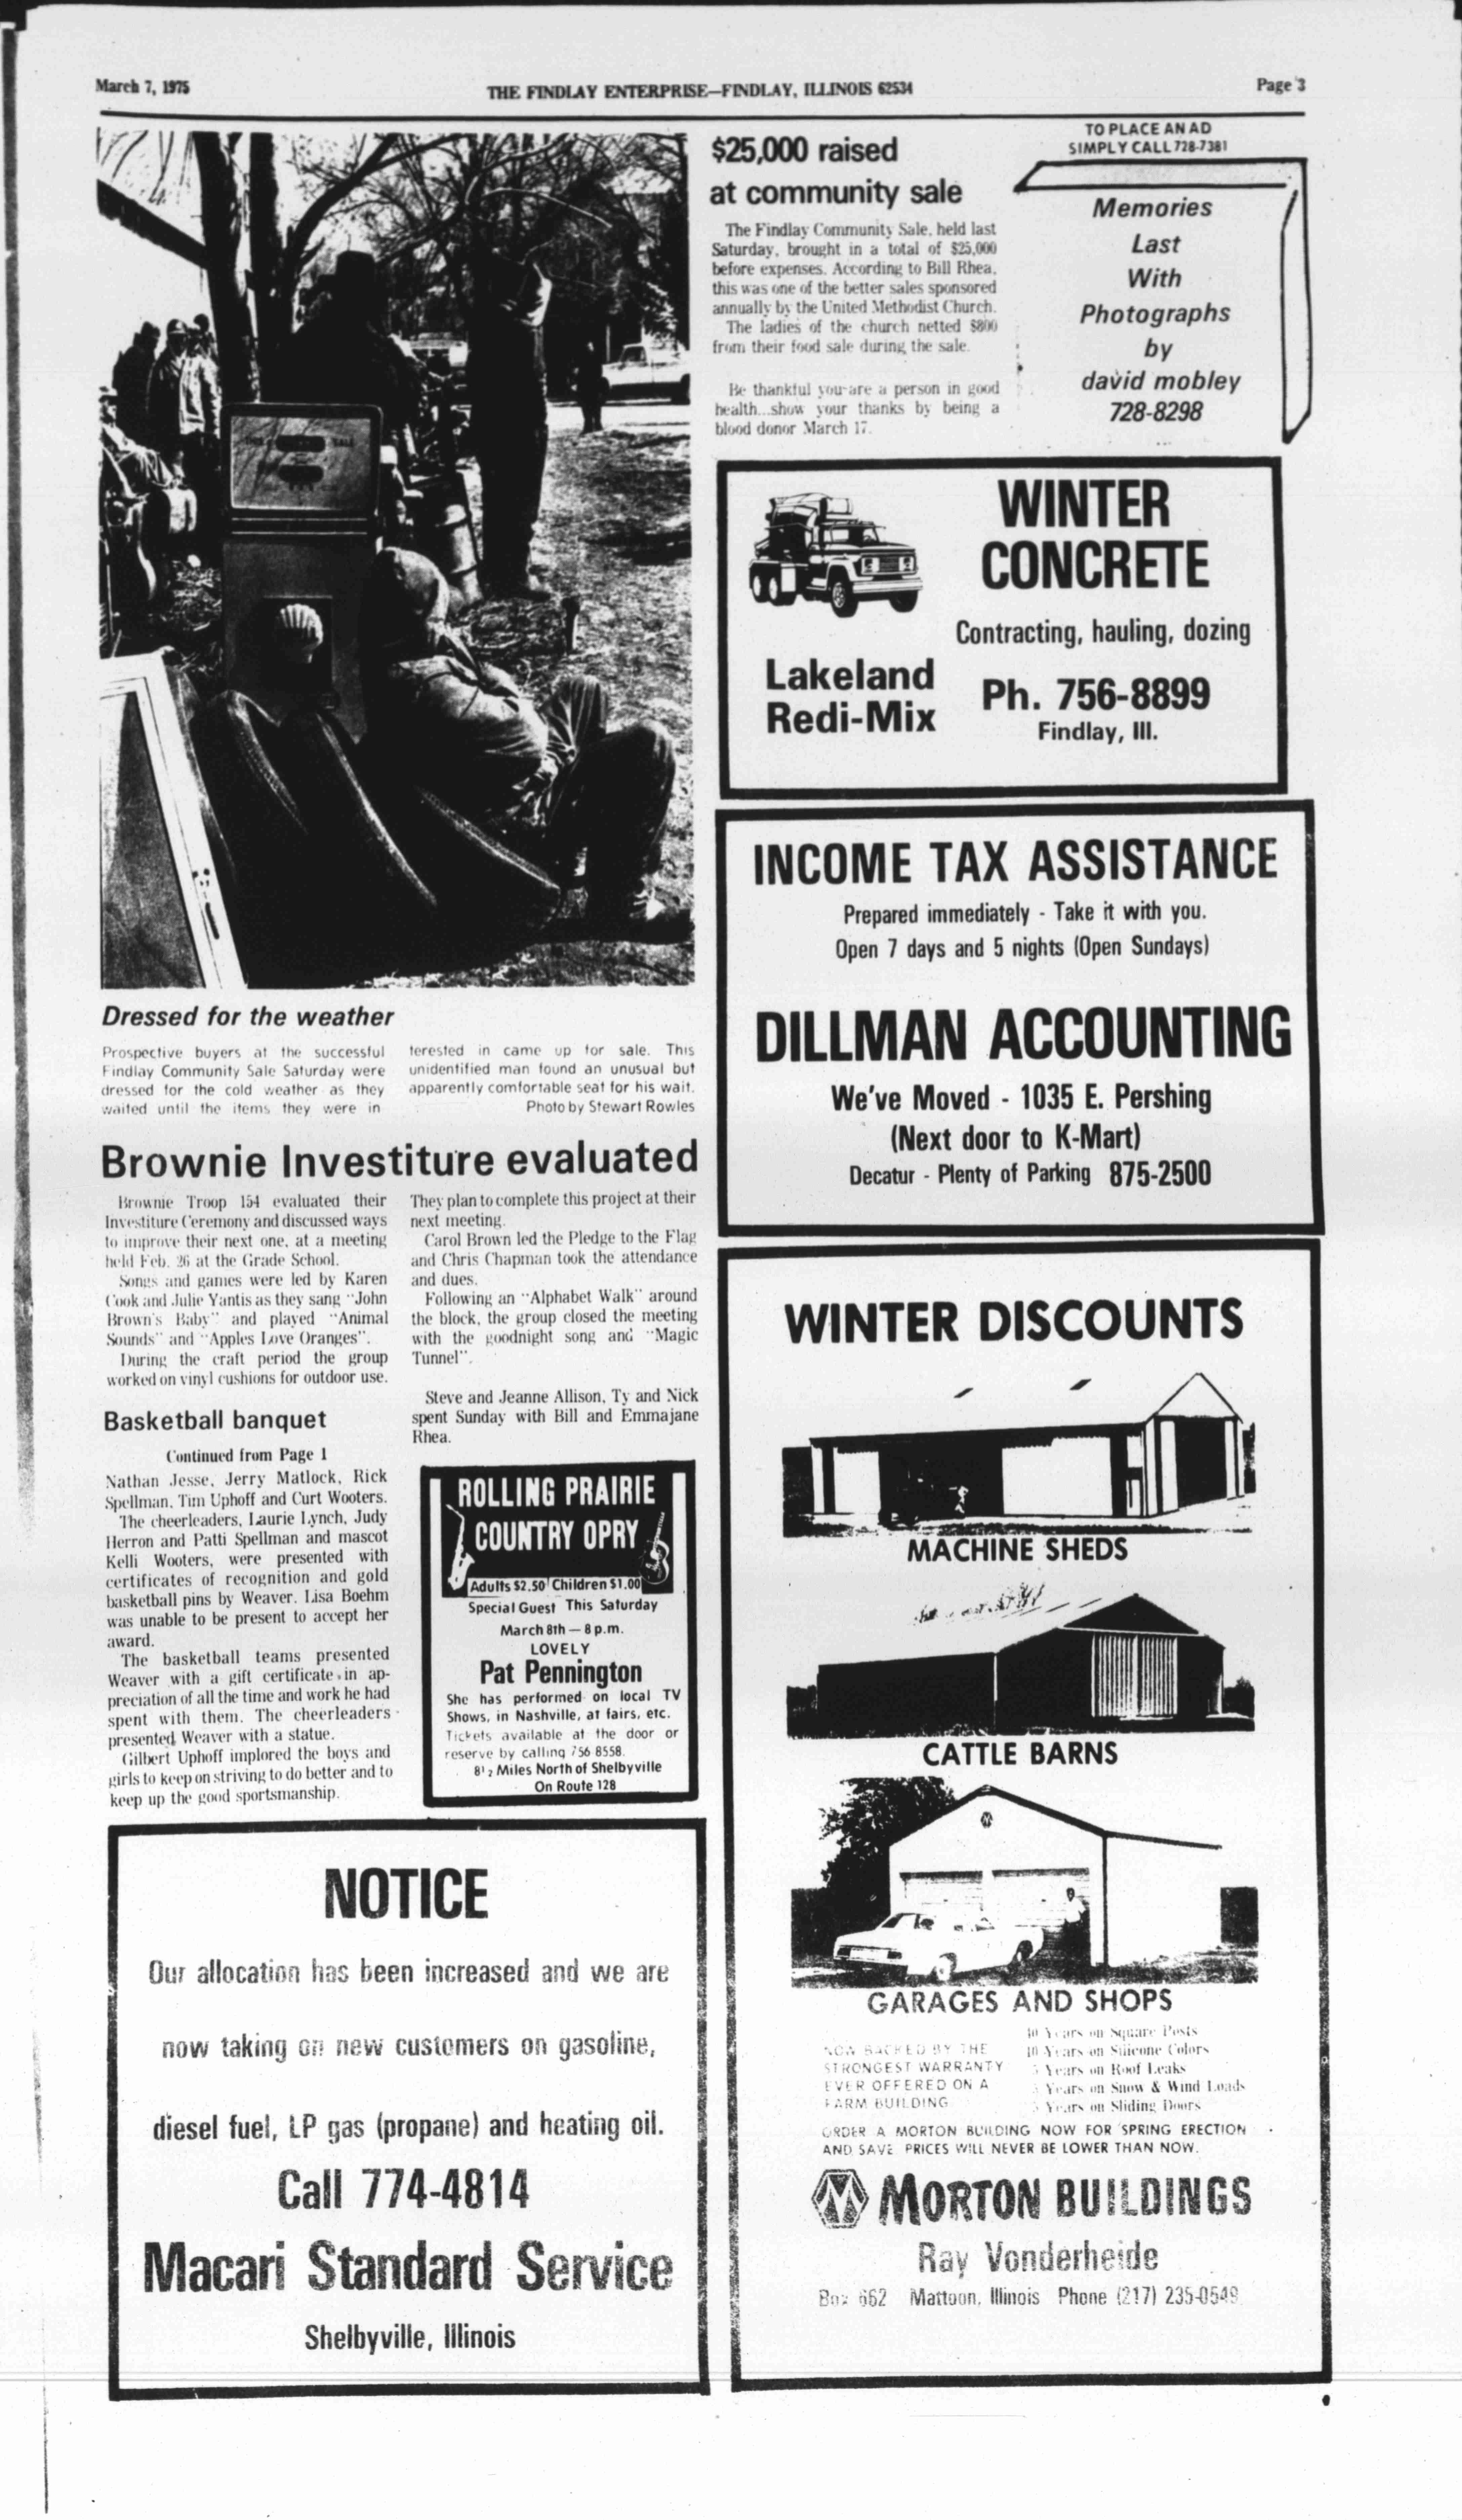 March 7, 1975
THE FINDLAY ENTERPRISE—FINDLAY, ILLINOIS 62534
Page 3
Dressed for the weather
Prospective buyers at the successful
Findlay Community Sale Saturday were
dressed for the cold weather as they
waited until the items they were in
terested in came up for sale. This
unidentified man found an unusual but
apparently comfortable seat for his wait.
Photo by Stewart Rowles
Brownie Investiture evaluated
Brownie Troop 154 evaluated their
Investiture Ceremony and discussed ways
to improve their next one, at a meeting
held Feb. 26 at the Grade School.
Songs and games were led by Karen
Cook and Julie Yantis as they sang "John
Brown's Baby" and played "Animal
Sounds" and "Apples Love Oranges".
During the craft period the group
worked on vinyl cushions for outdoor use.
They plan to complete this project at their
next meeting.
Carol Brown led the Pledge to the Flag
and Chris Chapman took the attendance
and dues.
Following an "Alphabet Walk" around
the block, the group closed the meeting
with the goodnight song and "Magic
Tunnel".
Steve and Jeanne Allison, Ty and Nick
spent Sunday with Bill and Emmajane
Rhea.
Basketball banquet
Continued from Page 1
Nathan Jesse, Jerry Matlock, Rick
Spellman, Tim Uphoff and Curt Wooters.
The cheerleaders, Laurie Lynch, Judy
Herron and Patti Spellman and mascot
Kelli Wooters, were presented with
certificates of recognition and gold
basketball pins by Weaver. Lisa Boehm
was unable to be present to accept her
award.
The basketball teams presented
Weaver with a gift certificate in ap-
preciation of all the time and work he had
spent with them. The cheerleaders
presented Weaver with a statue.
Gilbert Uphoff implored the boys and
girls to keep on striving to do better and to
keep up the good sportsmanship.
ROLLING PRAIRIE
COUNTRY OPRY
Adults $2.50 Children $1.00
Special Guest This Saturday
March 8th — 8 p.m.
LOVELY
Pat Pennington
She has performed on local TV
Shows, in Nashville, at fairs, etc.
Tickets available at the door or
reserve by calling 756 8558.
8½ Miles North of Shelbyville
On Route 128
NOTICE
Our allocation has been increased and we are
now taking on new customers on gasoline,
diesel fuel, LP gas (propane) and heating oil.
Call 774-4814
Macari Standard Service
Shelbyville, Illinois
$25,000 raised
at community sale
The Findlay Community Sale, held last
Saturday, brought in a total of $25,000
before expenses. According to Bill Rhea,
this was one of the better sales sponsored
annually by the United Methodist Church.
The ladies of the church netted $800
from their food sale during the sale.
Be thankful you are a person in good
health...show your thanks by being a
blood donor March 17.
TO PLACE AN AD
SIMPLY CALL 728-7381
Memories
Last
With
Photographs
by
david mobley
728-8298
WINTER
CONCRETE
Contracting, hauling, dozing
Lakeland
Redi-Mix
Ph. 756-8899
Findlay, Ill.
INCOME TAX ASSISTANCE
Prepared immediately - Take it with you.
Open 7 days and 5 nights (Open Sundays)
DILLMAN ACCOUNTING
We've Moved - 1035 E. Pershing
(Next door to K-Mart)
Decatur - Plenty of Parking 875-2500
WINTER DISCOUNTS
MACHINE SHEDS
CATTLE BARNS
GARAGES AND SHOPS
NOW BACKED BY THE
STRONGEST WARRANTY
EVER OFFERED ON A
FARM BUILDING
10 Years on Silicone Colors
5 Years on Roof Leaks
5 Years on Snow & Wind Loads
5 Years on Sliding Doors
ORDER A MORTON BUILDING NOW FOR SPRING ERECTION
AND SAVE PRICES WILL NEVER BE LOWER THAN NOW.
MORTON BUILDINGS
Ray Vonderheide
Box 662 Mattoon, Illinois Phone (217) 235-0549